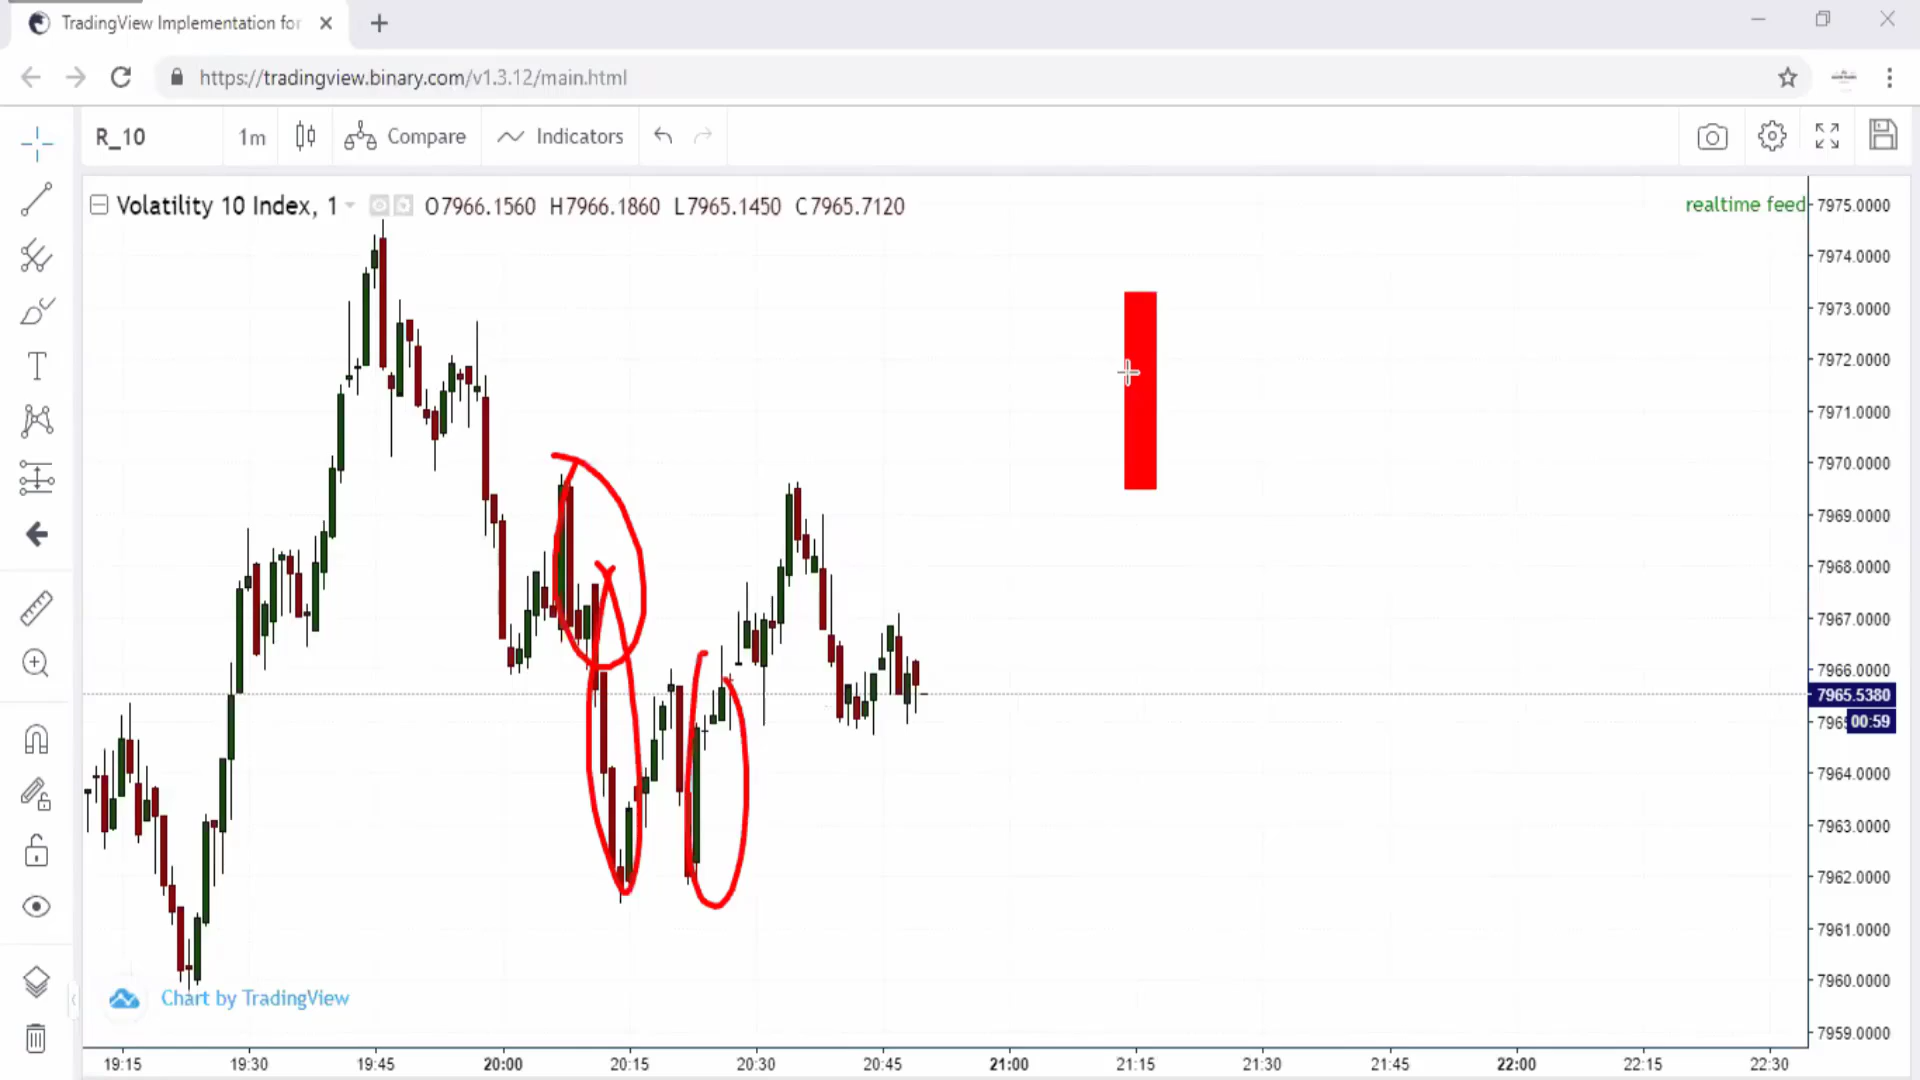 TradingView Implementation for
https://tradingview.binary.com/v1.3.12/main.html
R_10 1m Compare Indicators
Volatility 10 Index, 1 O7966.1560 H7966.1860 L7965.1450 C7965.7120
realtime feed
7975.0000
7974.0000
7973.0000
7972.0000
7971.0000
7970.0000
7969.0000
7968.0000
7967.0000
7966.0000
7965.5380
7965 00:59
7964.0000
7963.0000
7962.0000
7961.0000
7960.0000
7959.0000
Chart by TradingView
19:15 19:30 19:45 20:00 20:15 20:30 20:45 21:00 21:15 21:30 21:45 22:00 22:15 22:30